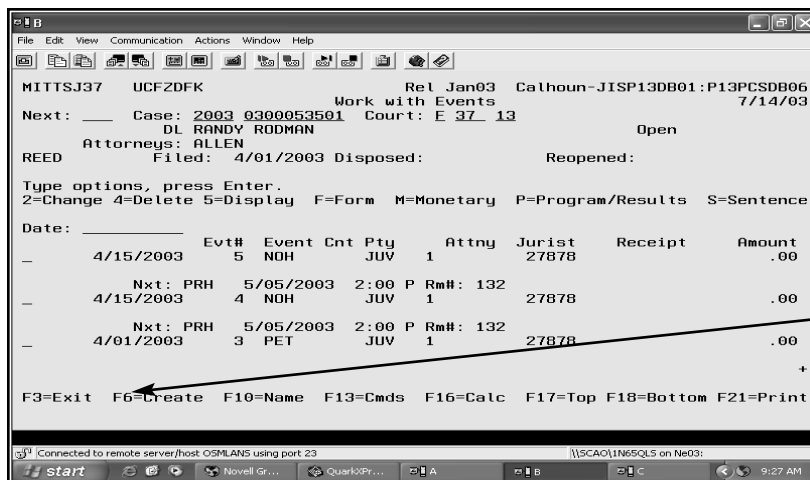 B
File Edit View Communication Actions Window Help
MITTSJ37 UCFZDFK Rel Jan03 Calhoun-JISP13DB01:P13PCSDB06
Work with Events 7/14/03
Next: ___ Case: 2003 0300053501 Court: F 37 13
DL RANDY RODMAN Open
Attorneys: ALLEN
REED Filed: 4/01/2003 Disposed: Reopened:
Type options, press Enter.
2=Change 4=Delete 5=Display F=Form M=Monetary P=Program/Results S=Sentence
Date: __________
Evt# Event Cnt Pty Attny Jurist Receipt Amount
_ 4/15/2003 5 NOH JUV 1 27878 .00
Nxt: PRH 5/05/2003 2:00 P Rm#: 132
_ 4/15/2003 4 NOH JUV 1 27878 .00
Nxt: PRH 5/05/2003 2:00 P Rm#: 132
_ 4/01/2003 3 PET JUV 1 27878 .00
+
F3=Exit F6=Create F10=Name F13=Cmds F16=Calc F17=Top F18=Bottom F21=Print
Connected to remote server/host OSMLANS using port 23 \\SCAO\1N65QLS on Ne03:
start Novell Gr... QuarkXPr... A B C 9:27 AM